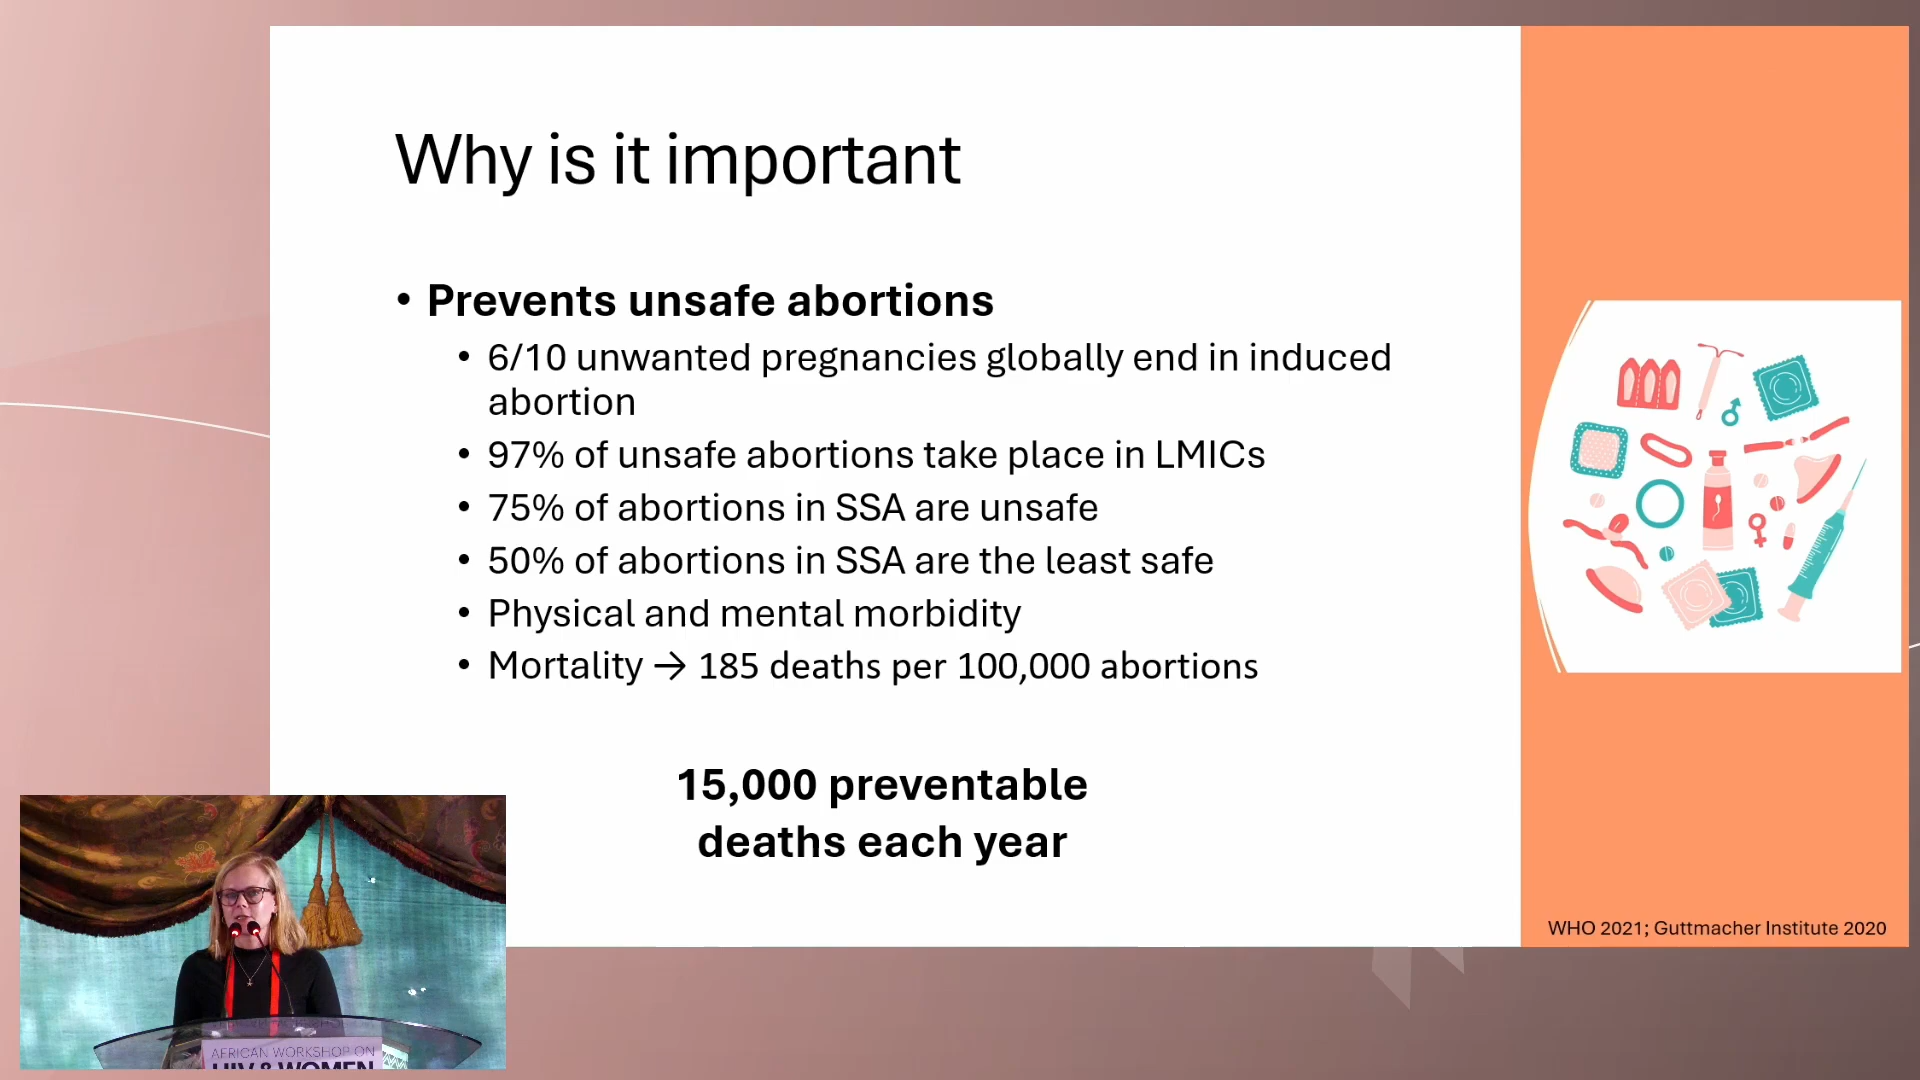 Why is it important
• Prevents unsafe abortions
• 6/10 unwanted pregnancies globally end in induced
abortion
• 97% of unsafe abortions take place in LMICs
• 75% of abortions in SSA are unsafe
• 50% of abortions in SSA are the least safe
• Physical and mental morbidity
• Mortality → 185 deaths per 100,000 abortions
15,000 preventable
deaths each year
WHO 2021; Guttmacher Institute 2020
AFRICAN WORKSHOP ON
HIV & WOMEN